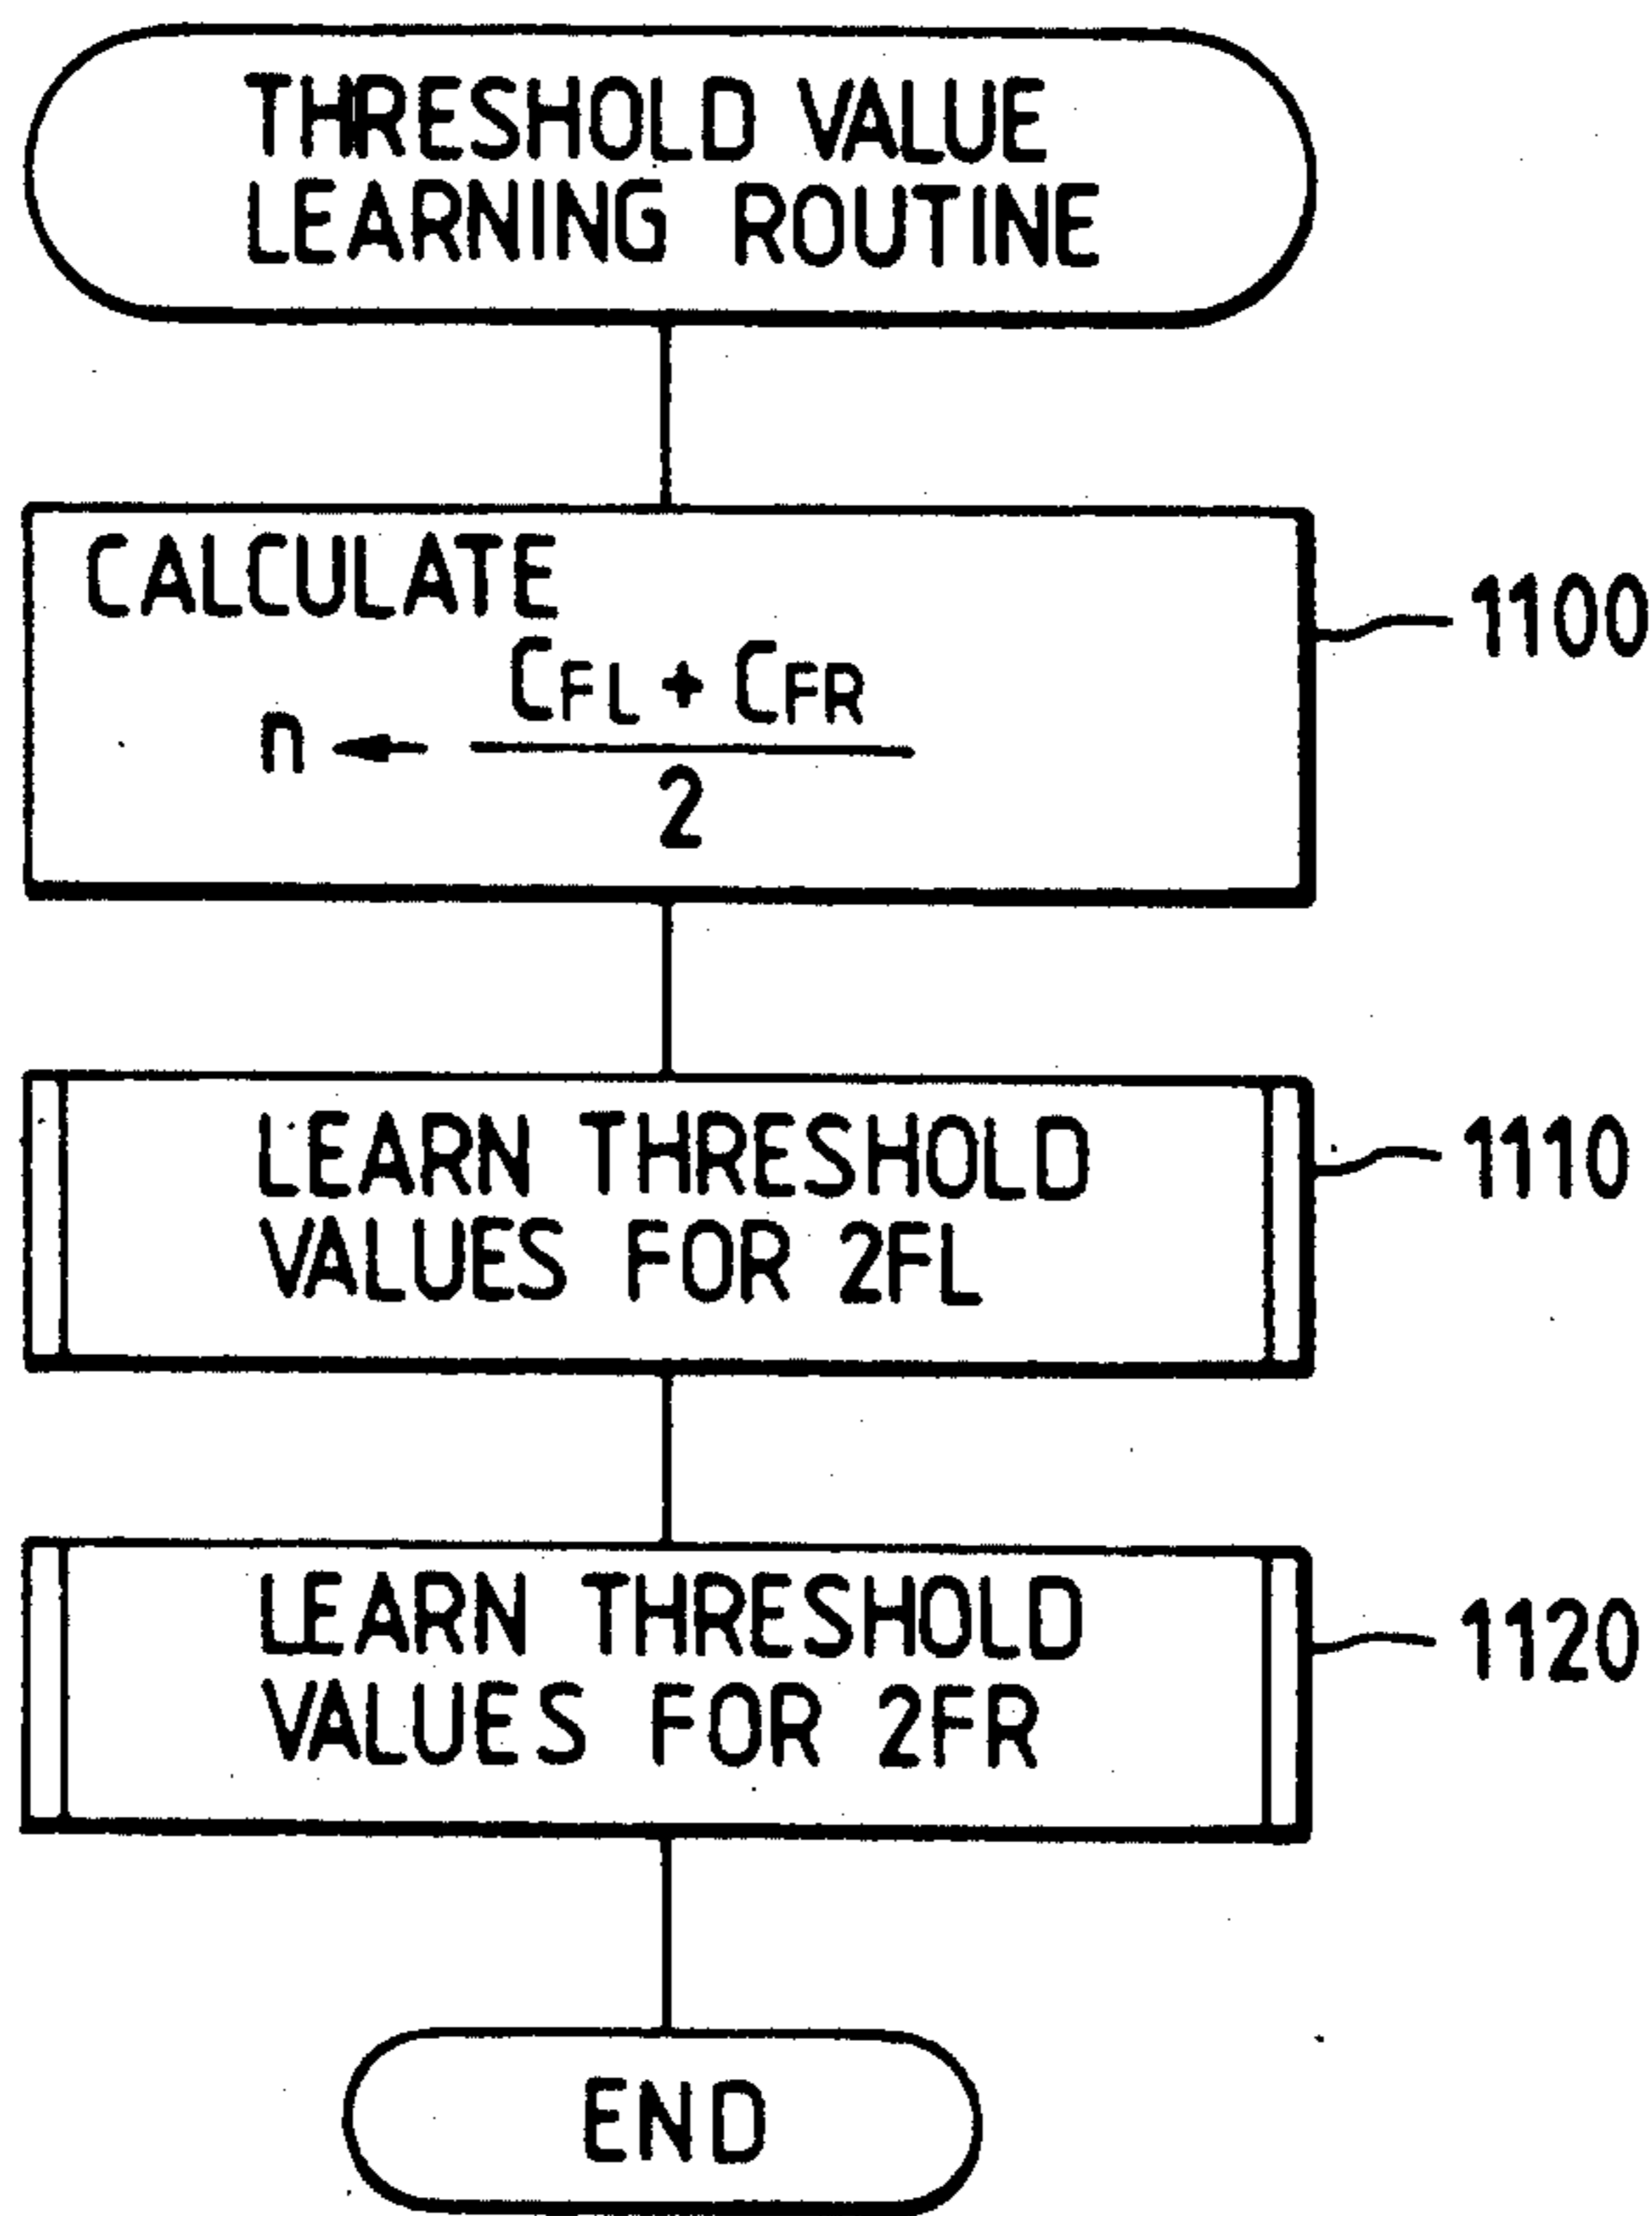 THRESHOLD VALUE
LEARNING ROUTINE
CALCULATE
n ← (CFL + CFR) / 2
1100
LEARN THRESHOLD
VALUES FOR 2FL
1110
LEARN THRESHOLD
VALUES FOR 2FR
1120
END